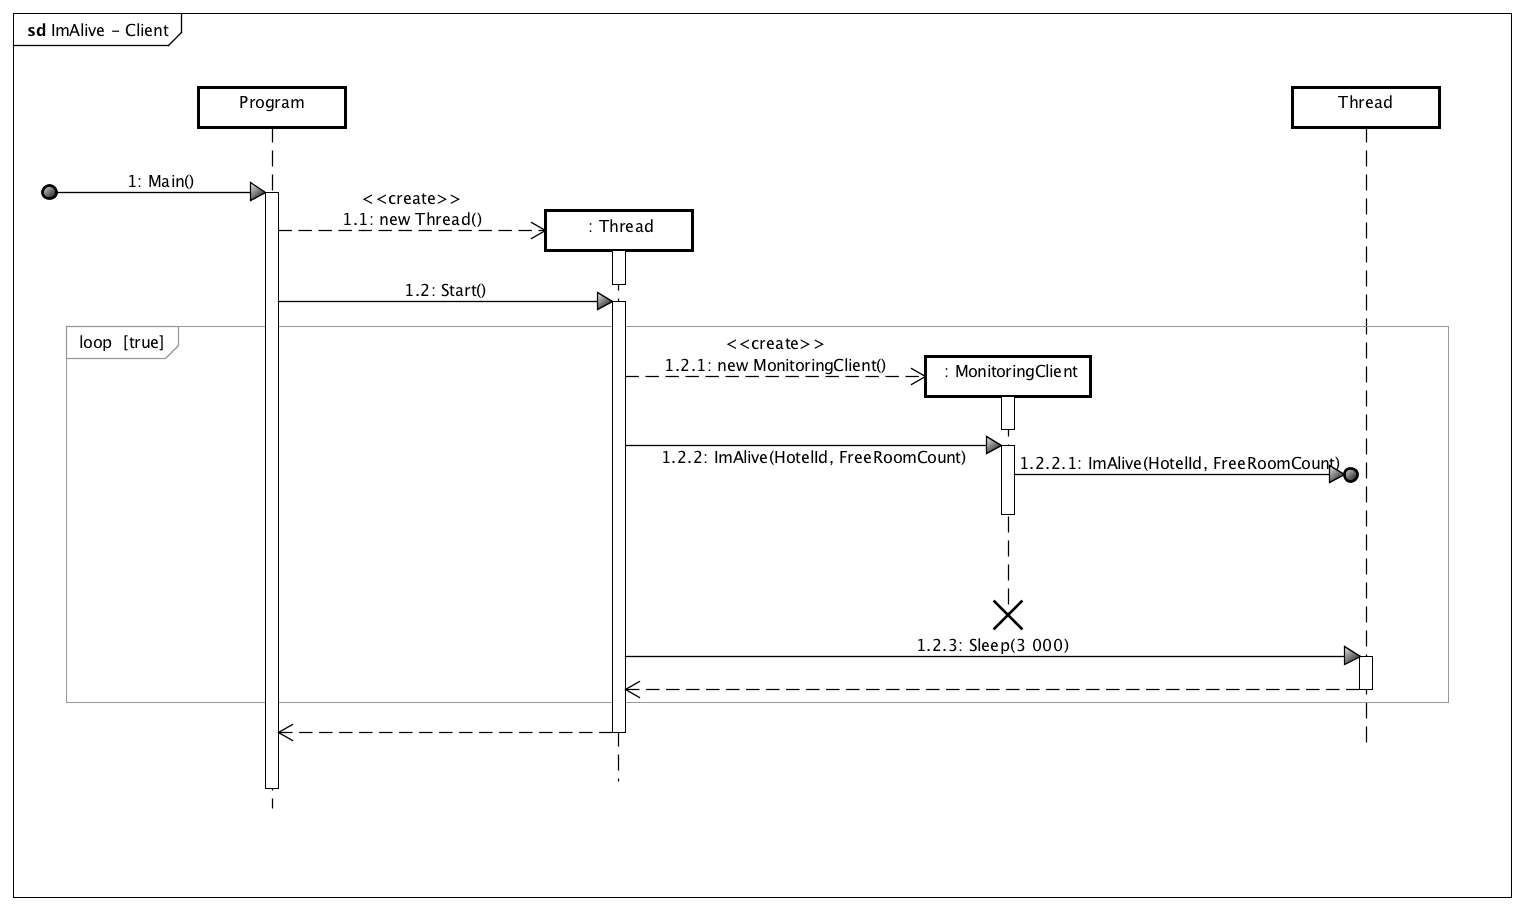 sd ImAlive – Client
Program
Thread
1: Main()
<<create>>
1.1: new Thread()
: Thread
1.2: Start()
loop [true]
<<create>>
1.2.1: new MonitoringClient()
: MonitoringClient
1.2.2: ImAlive(HotelId, FreeRoomCount)
1.2.2.1: ImAlive(HotelId, FreeRoomCount)
1.2.3: Sleep(3 000)